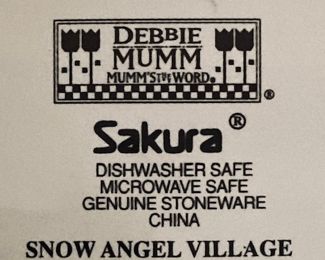 DEBBIE
MUMM
MUMM'S THE WORD®
®
Sakura®
DISHWASHER SAFE
MICROWAVE SAFE
GENUINE STONEWARE
CHINA
SNOW ANGEL VILLAGE